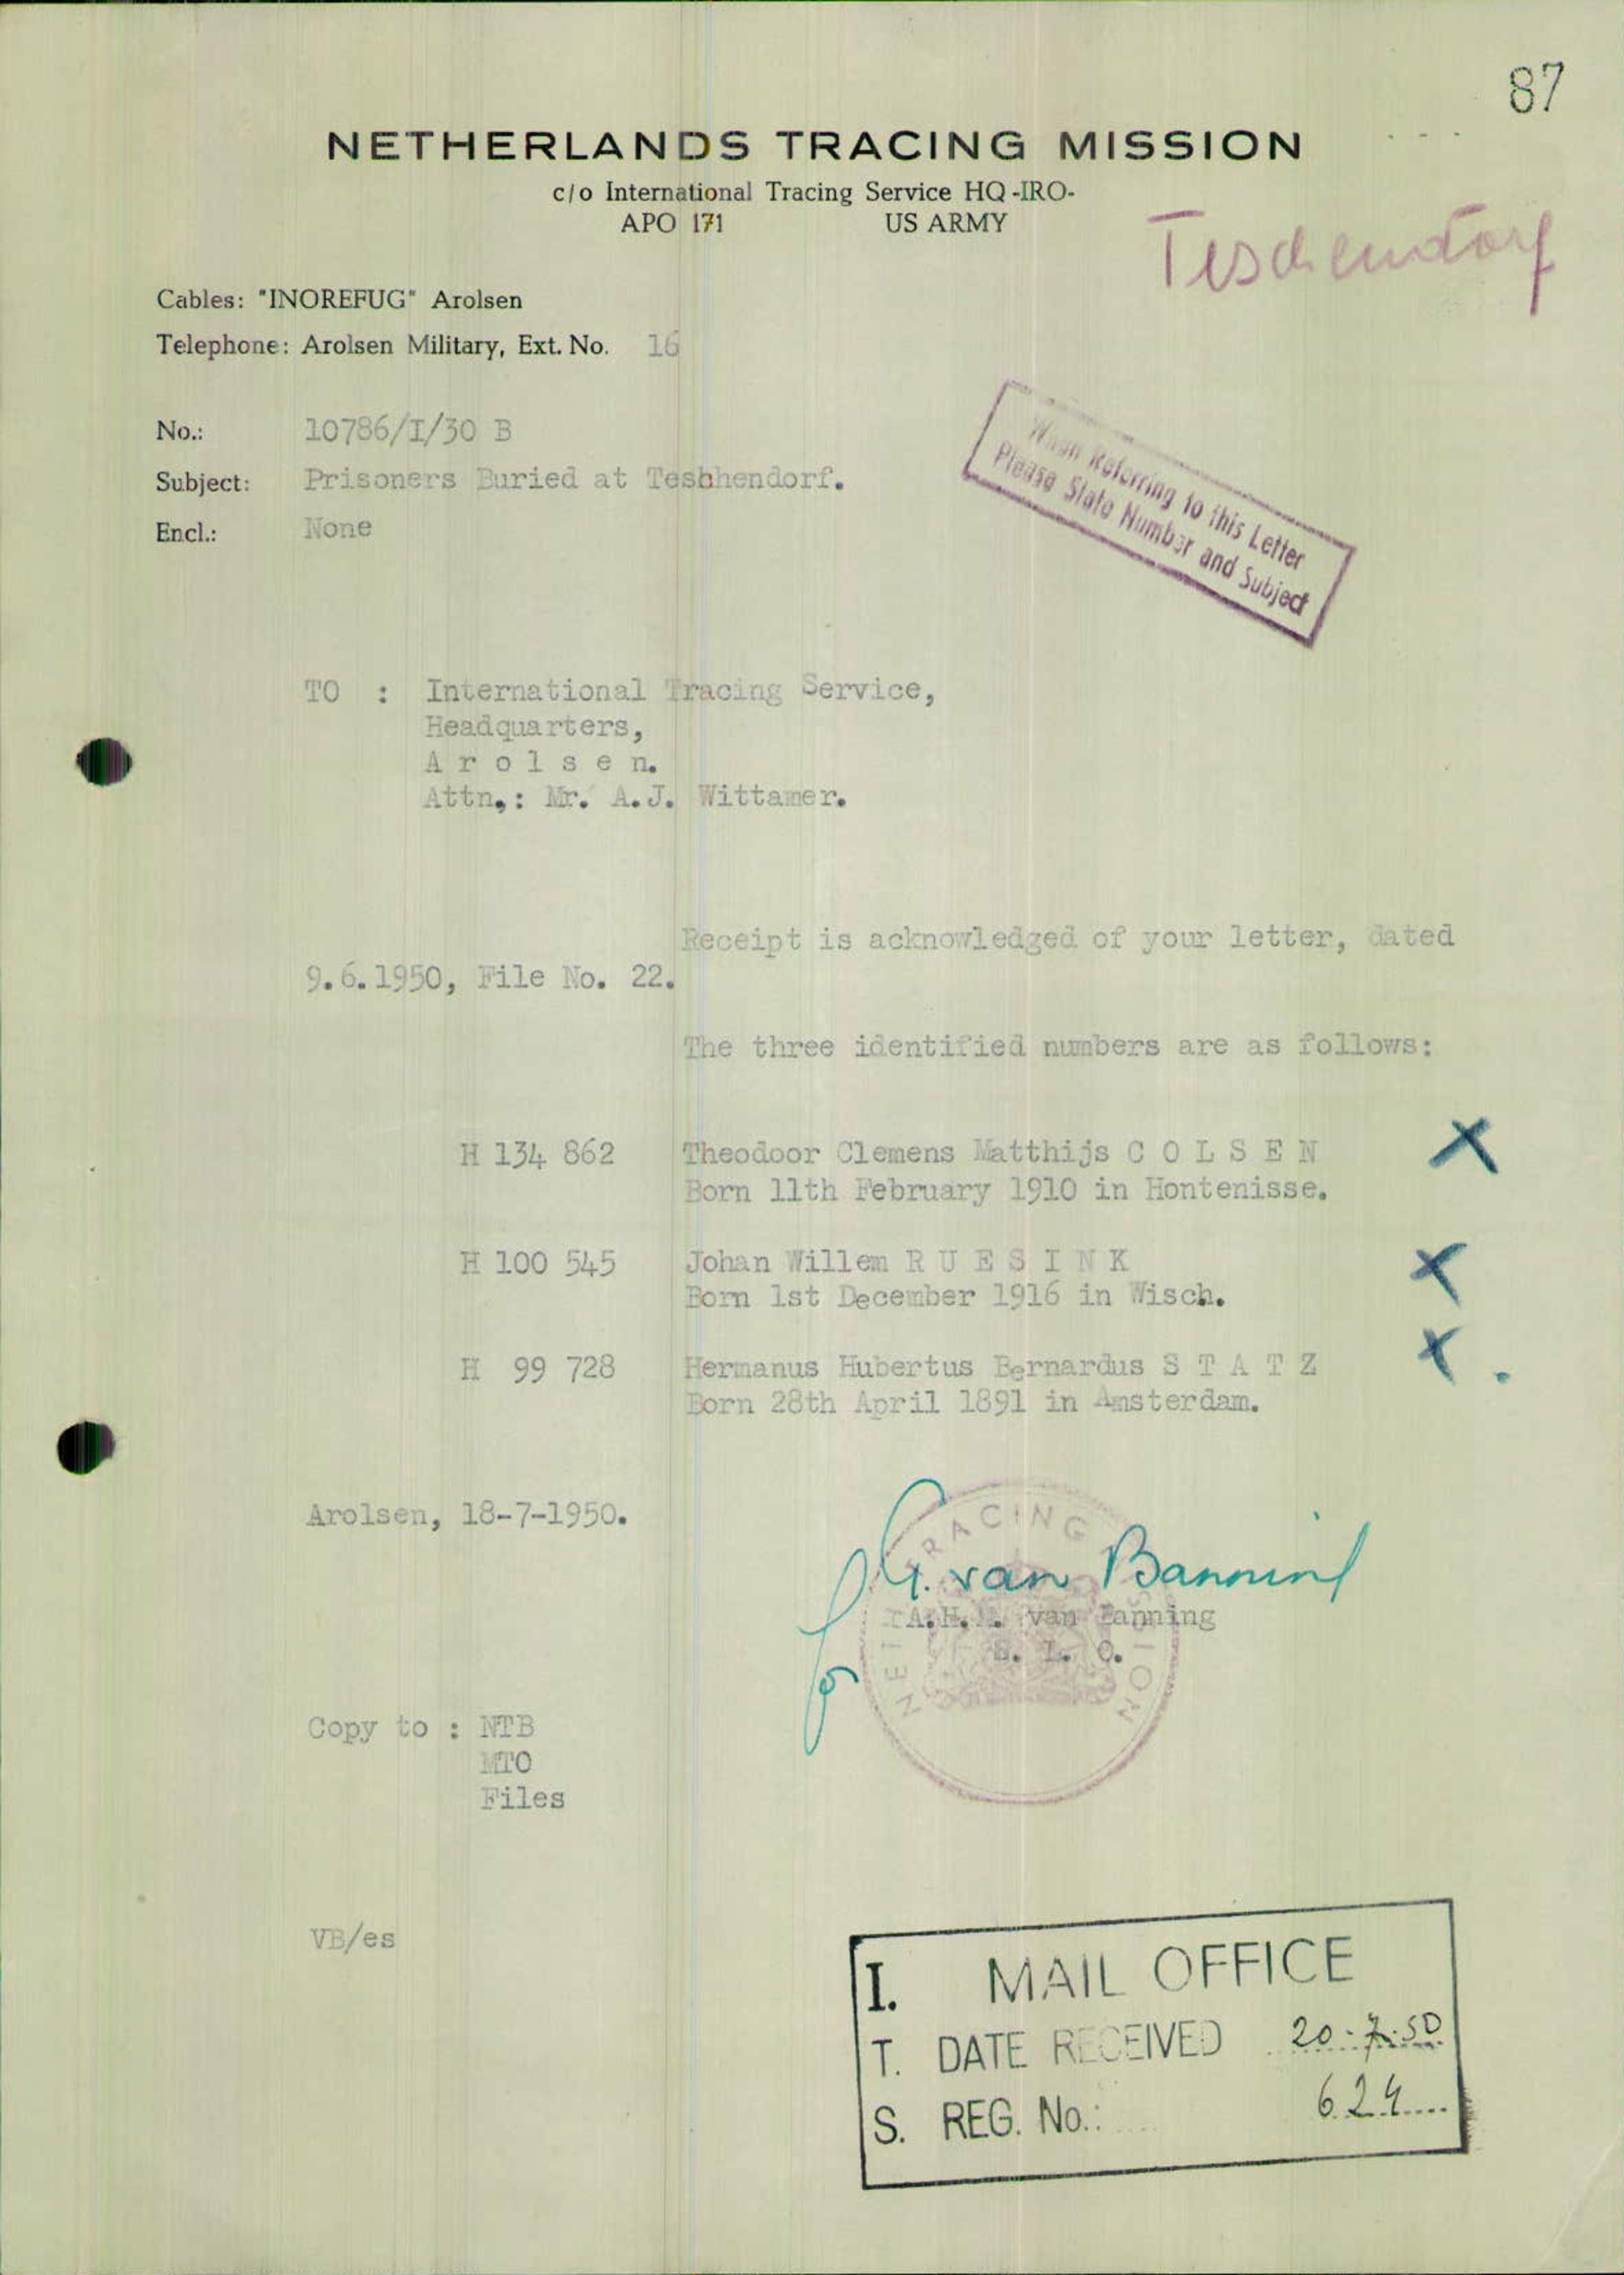 87
NETHERLANDS TRACING MISSION
c/o International Tracing Service HQ -IRO-
APO 171 US ARMY
Teschendorf
Cables: "INOREFUG" Arolsen
Telephone: Arolsen Military, Ext. No. 16
No.: 10786/I/30 B
Subject: Prisoners Buried at Teshhendorf.
Encl.: None
When Referring to this Letter
Please State Number and Subject
TO : International Tracing Service,
Headquarters,
A r o l s e n.
Attn,: Mr. A.J. Wittamer.
Receipt is acknowledged of your letter, dated
9.6.1950, File No. 22.
The three identified numbers are as follows:
H 134 862 Theodoor Clemens Matthijs C O L S E N X
Born 11th February 1910 in Hontenisse.
H 100 545 Johan Willem R U E S I N K X
Born 1st December 1916 in Wisch.
H 99 728 Hermanus Hubertus Bernardus S T A T Z X.
Born 28th April 1891 in Amsterdam.
Arolsen, 18-7-1950.
TRACING
van Banning
A.H. van Banning
L. O.
Copy to : NTB
MTO
Files
VB/es
I. MAIL OFFICE
T. DATE RECEIVED 20.7.50
S. REG. No.: 624